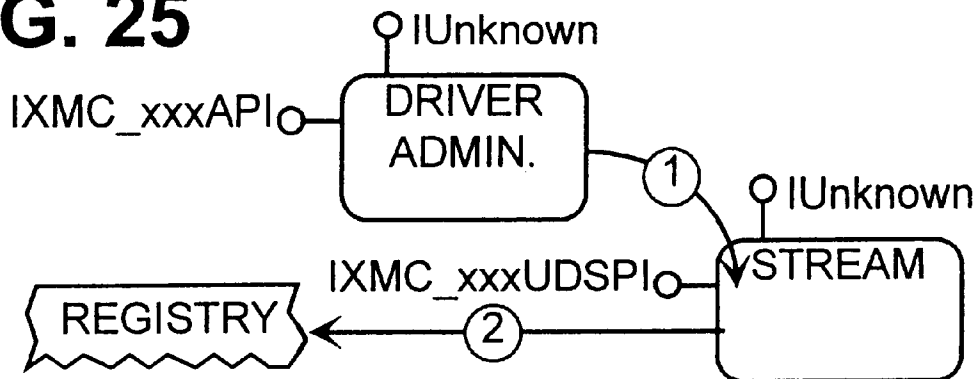 G. 25
IUnknown
IXMC_xxxAPI
DRIVER
ADMIN.
1
IUnknown
IXMC_xxxUDSPI
STREAM
REGISTRY
2